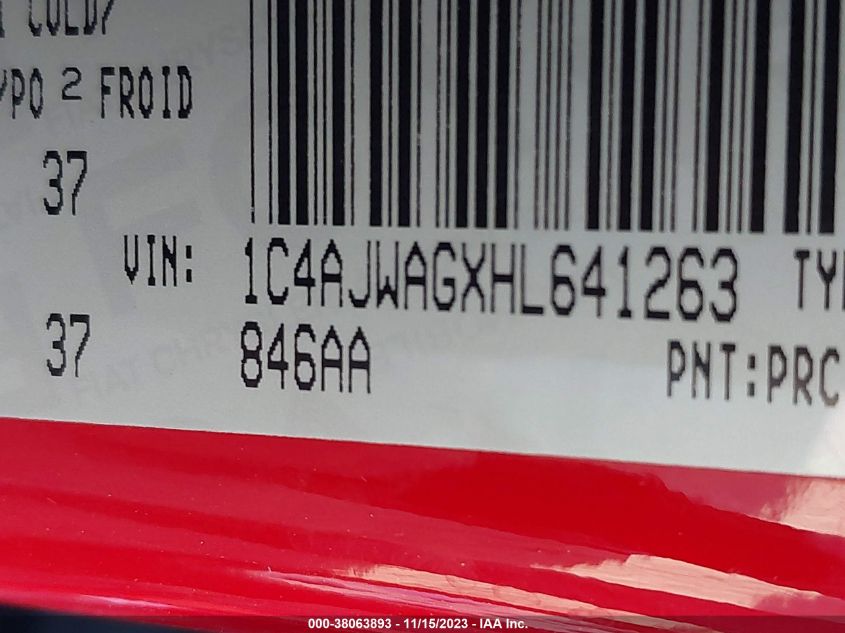 COLD/
PO 2 FROID
37
VIN: 1C4AJWAGXHL641263
37
846AA
PNT:PRC
000-38063893 - 11/15/2023 - IAA Inc.